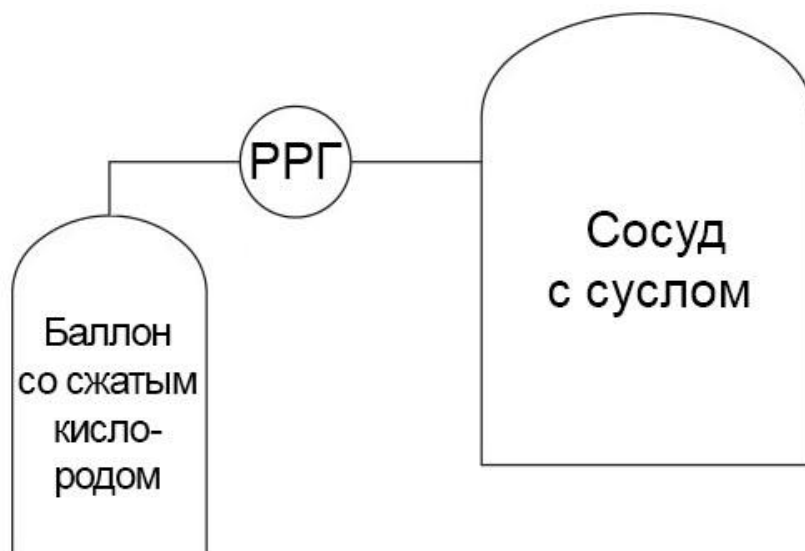 РРГ
Сосуд
с суслом
Баллон
со сжатым
кисло-
родом